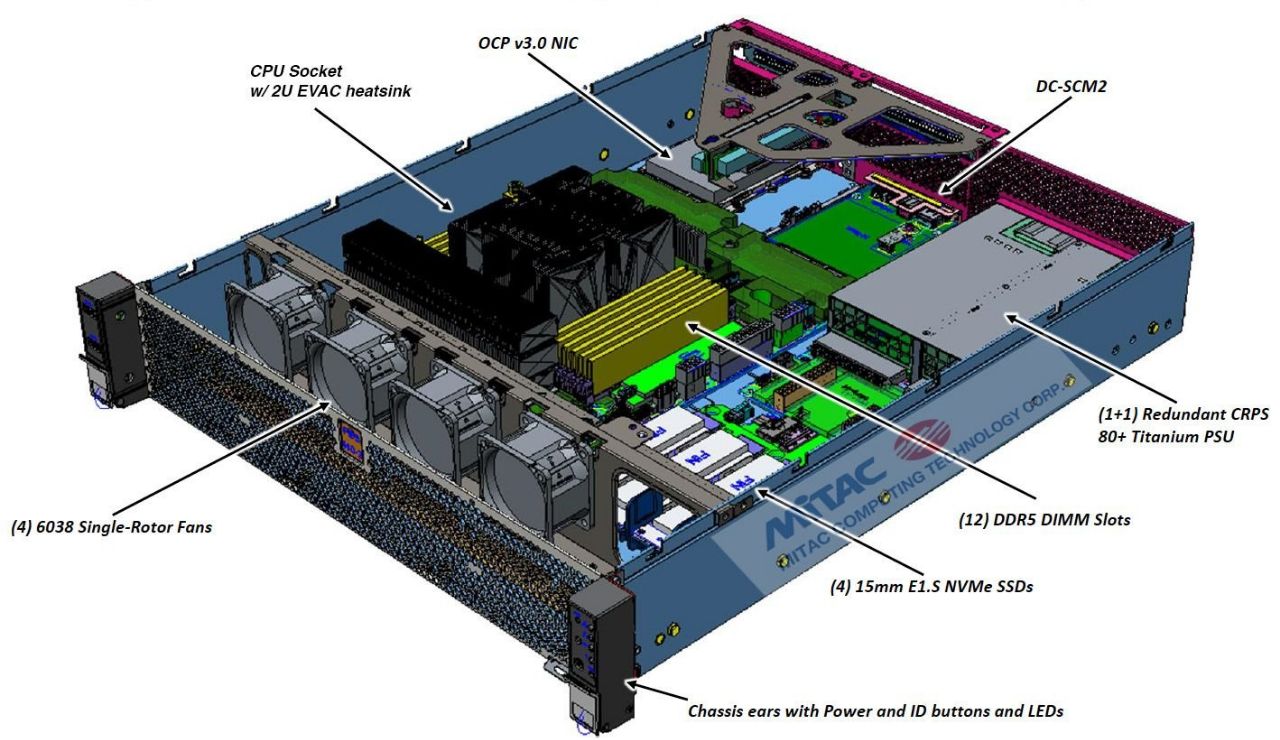 OCP v3.0 NIC
CPU Socket
w/ 2U EVAC heatsink
DC-SCM2
(1+1) Redundant CRPS
80+ Titanium PSU
(4) 6038 Single-Rotor Fans
(12) DDR5 DIMM Slots
MiTAC
MITAC COMPUTING TECHNOLOGY CORP.
(4) 15mm E1.S NVMe SSDs
Chassis ears with Power and ID buttons and LEDs